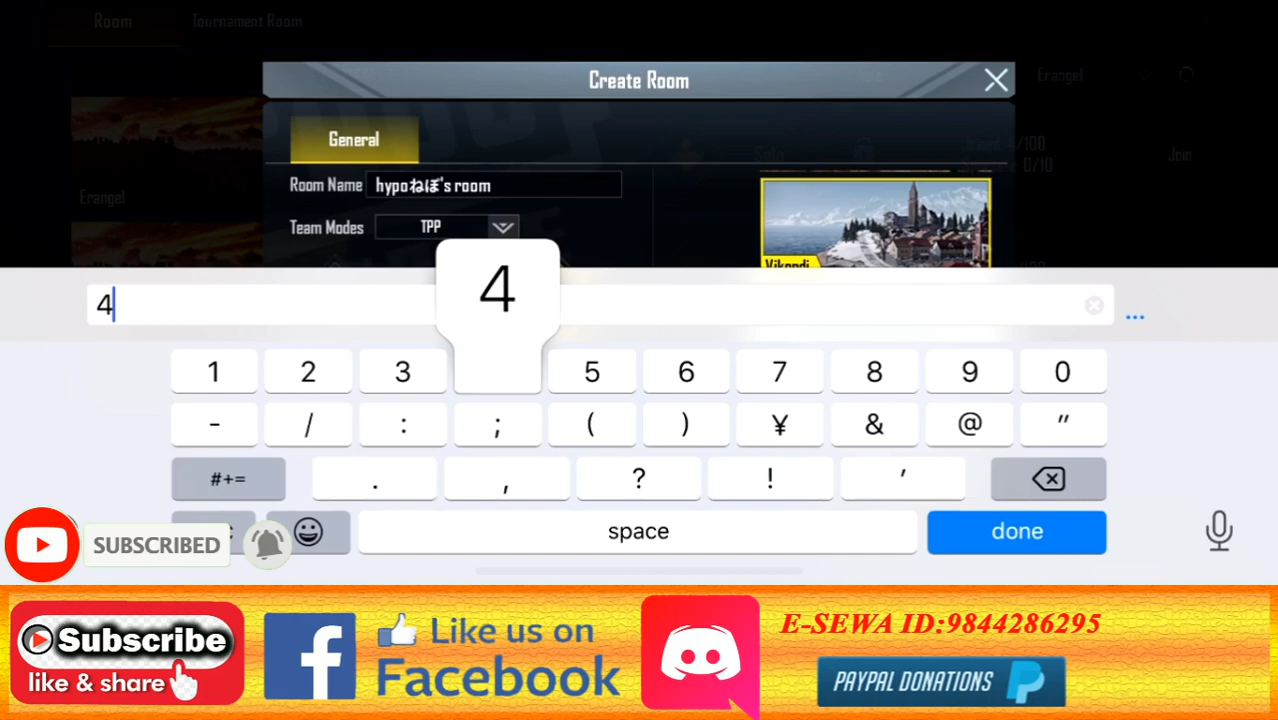 Room Tournament Room
Create Room
Erangel
General
Solo
Join
Erangel
Room Name hypoねぽ's room
Team Modes TPP
Vikendi
4
4
1 2 3 5 6 7 8 9 0
- / : ; ( ) ¥ & @ "
#+= . , ? ! '
space done
SUBSCRIBED
Subscribe
like & share
Like us on
Facebook
E-SEWA ID:9844286295
PAYPAL DONATIONS